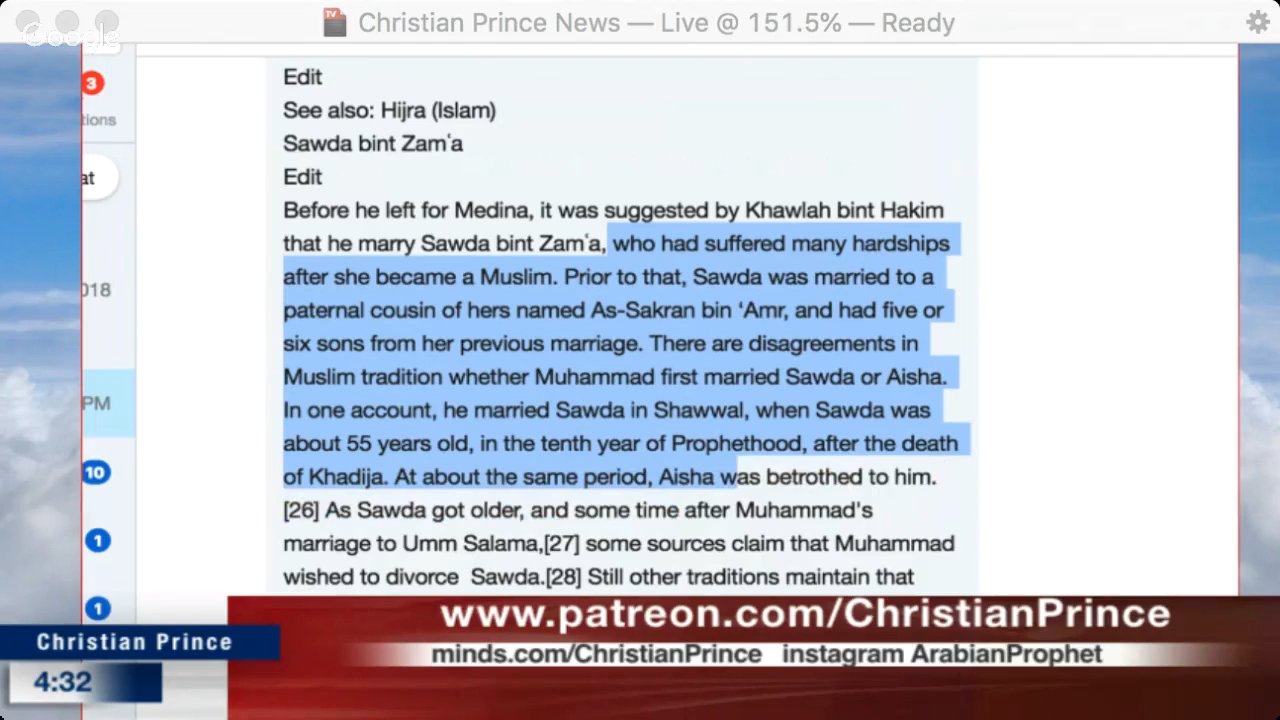 Christian Prince News — Live @ 151.5% — Ready
Google
3
tions
at
018
PM
10
1
1
Edit
See also: Hijra (Islam)
Sawda bint Zamʿa
Edit
Before he left for Medina, it was suggested by Khawlah bint Hakim
that he marry Sawda bint Zamʿa, who had suffered many hardships
after she became a Muslim. Prior to that, Sawda was married to a
paternal cousin of hers named As-Sakran bin ‘Amr, and had five or
six sons from her previous marriage. There are disagreements in
Muslim tradition whether Muhammad first married Sawda or Aisha.
In one account, he married Sawda in Shawwal, when Sawda was
about 55 years old, in the tenth year of Prophethood, after the death
of Khadija. At about the same period, Aisha was betrothed to him.
[26] As Sawda got older, and some time after Muhammad's
marriage to Umm Salama,[27] some sources claim that Muhammad
wished to divorce Sawda.[28] Still other traditions maintain that
www.patreon.com/ChristianPrince
Christian Prince
minds.com/ChristianPrince instagram ArabianProphet
4:32